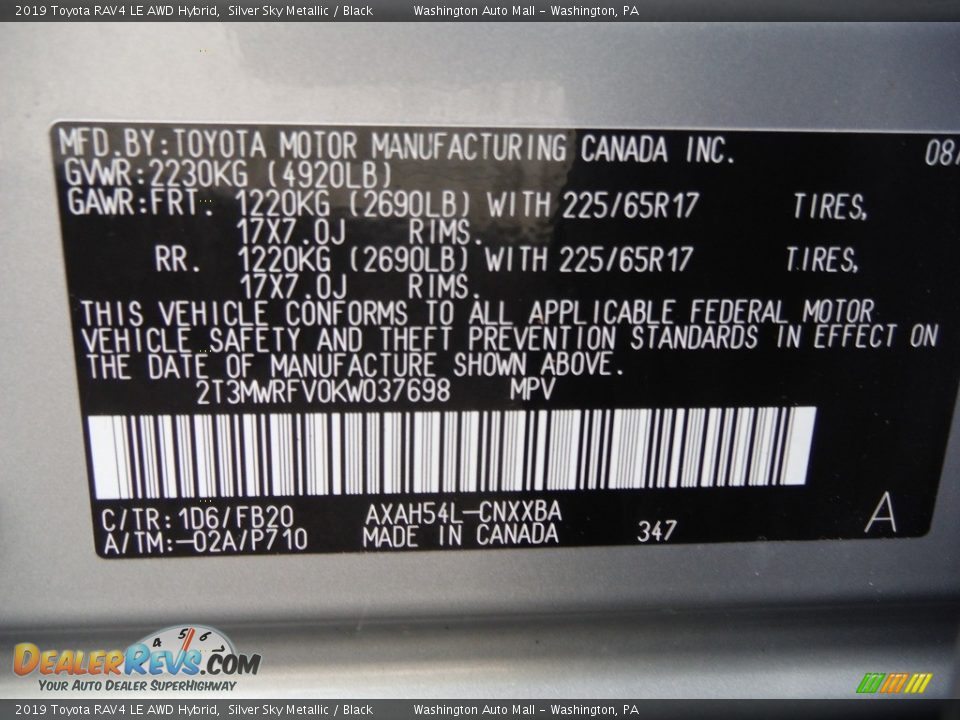 2019 Toyota RAV4 LE AWD Hybrid, Silver Sky Metallic / Black Washington Auto Mall – Washington, PA
MFD.BY:TOYOTA MOTOR MANUFACTURING CANADA INC. 08/
GVWR:2230KG (4920LB)
GAWR:FRT. 1220KG (2690LB) WITH 225/65R17 TIRES,
17X7.0J RIMS.
RR. 1220KG (2690LB) WITH 225/65R17 TIRES,
17X7.0J RIMS.
THIS VEHICLE CONFORMS TO ALL APPLICABLE FEDERAL MOTOR
VEHICLE SAFETY AND THEFT PREVENTION STANDARDS IN EFFECT ON
THE DATE OF MANUFACTURE SHOWN ABOVE.
2T3MWRFV0KW037698 MPV
C/TR:1D6/FB20 AXAH54L-CNXXBA
A/TM:-02A/P710 MADE IN CANADA 347 A
4 5 6
DEALERREVS.COM
YOUR AUTO DEALER SUPERHIGHWAY
2019 Toyota RAV4 LE AWD Hybrid, Silver Sky Metallic / Black Washington Auto Mall – Washington, PA